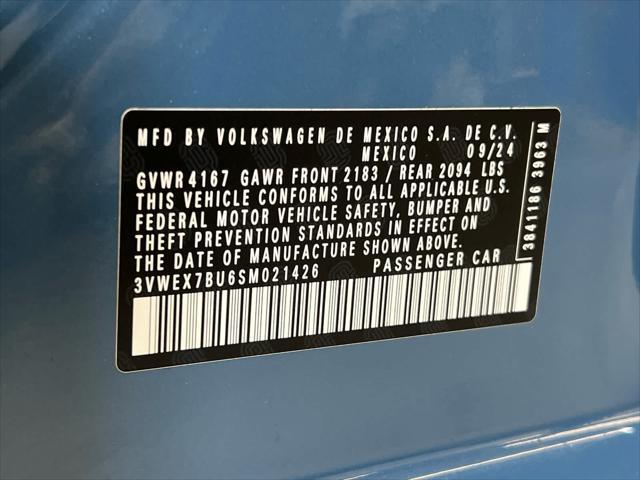 MFD BY VOLKSWAGEN DE MEXICO S.A. DE C.V.
MEXICO 09/24
GVWR 4167 GAWR FRONT 2183 / REAR 2094 LBS
THIS VEHICLE CONFORMS TO ALL APPLICABLE U.S.
FEDERAL MOTOR VEHICLE SAFETY, BUMPER AND
THEFT PREVENTION STANDARDS IN EFFECT ON
THE DATE OF MANUFACTURE SHOWN ABOVE.
3VWEX7BU6SM021426 PASSENGER CAR
38411186 3963 M